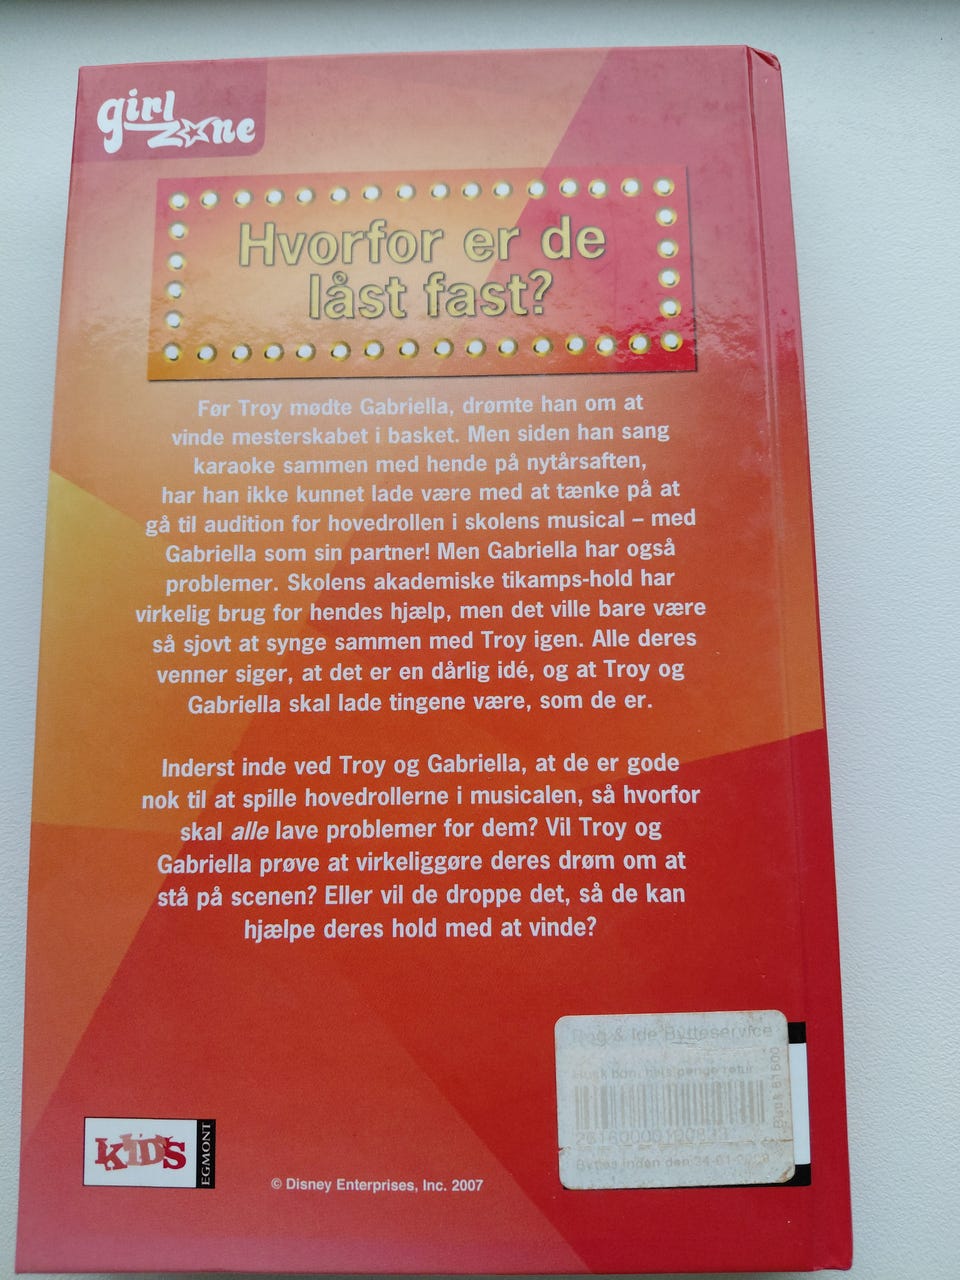 girl
zone
Hvorfor er de
låst fast?
Før Troy mødte Gabriella, drømte han om at
vinde mesterskabet i basket. Men siden han sang
karaoke sammen med hende på nytårsaften,
har han ikke kunnet lade være med at tænke på at
gå til audition for hovedrollen i skolens musical – med
Gabriella som sin partner! Men Gabriella har også
problemer. Skolens akademiske tikamps-hold har
virkelig brug for hendes hjælp, men det ville bare være
så sjovt at synge sammen med Troy igen. Alle deres
venner siger, at det er en dårlig idé, og at Troy og
Gabriella skal lade tingene være, som de er.
Inderst inde ved Troy og Gabriella, at de er gode
nok til at spille hovedrollerne i musicalen, så hvorfor
skal alle lave problemer for dem? Vil Troy og
Gabriella prøve at virkeliggøre deres drøm om at
stå på scenen? Eller vil de droppe det, så de kan
hjælpe deres hold med at vinde?
& Ide Bytteservice
retur
Byttes inden den
KIDS
EGMONT
© Disney Enterprises, Inc. 2007